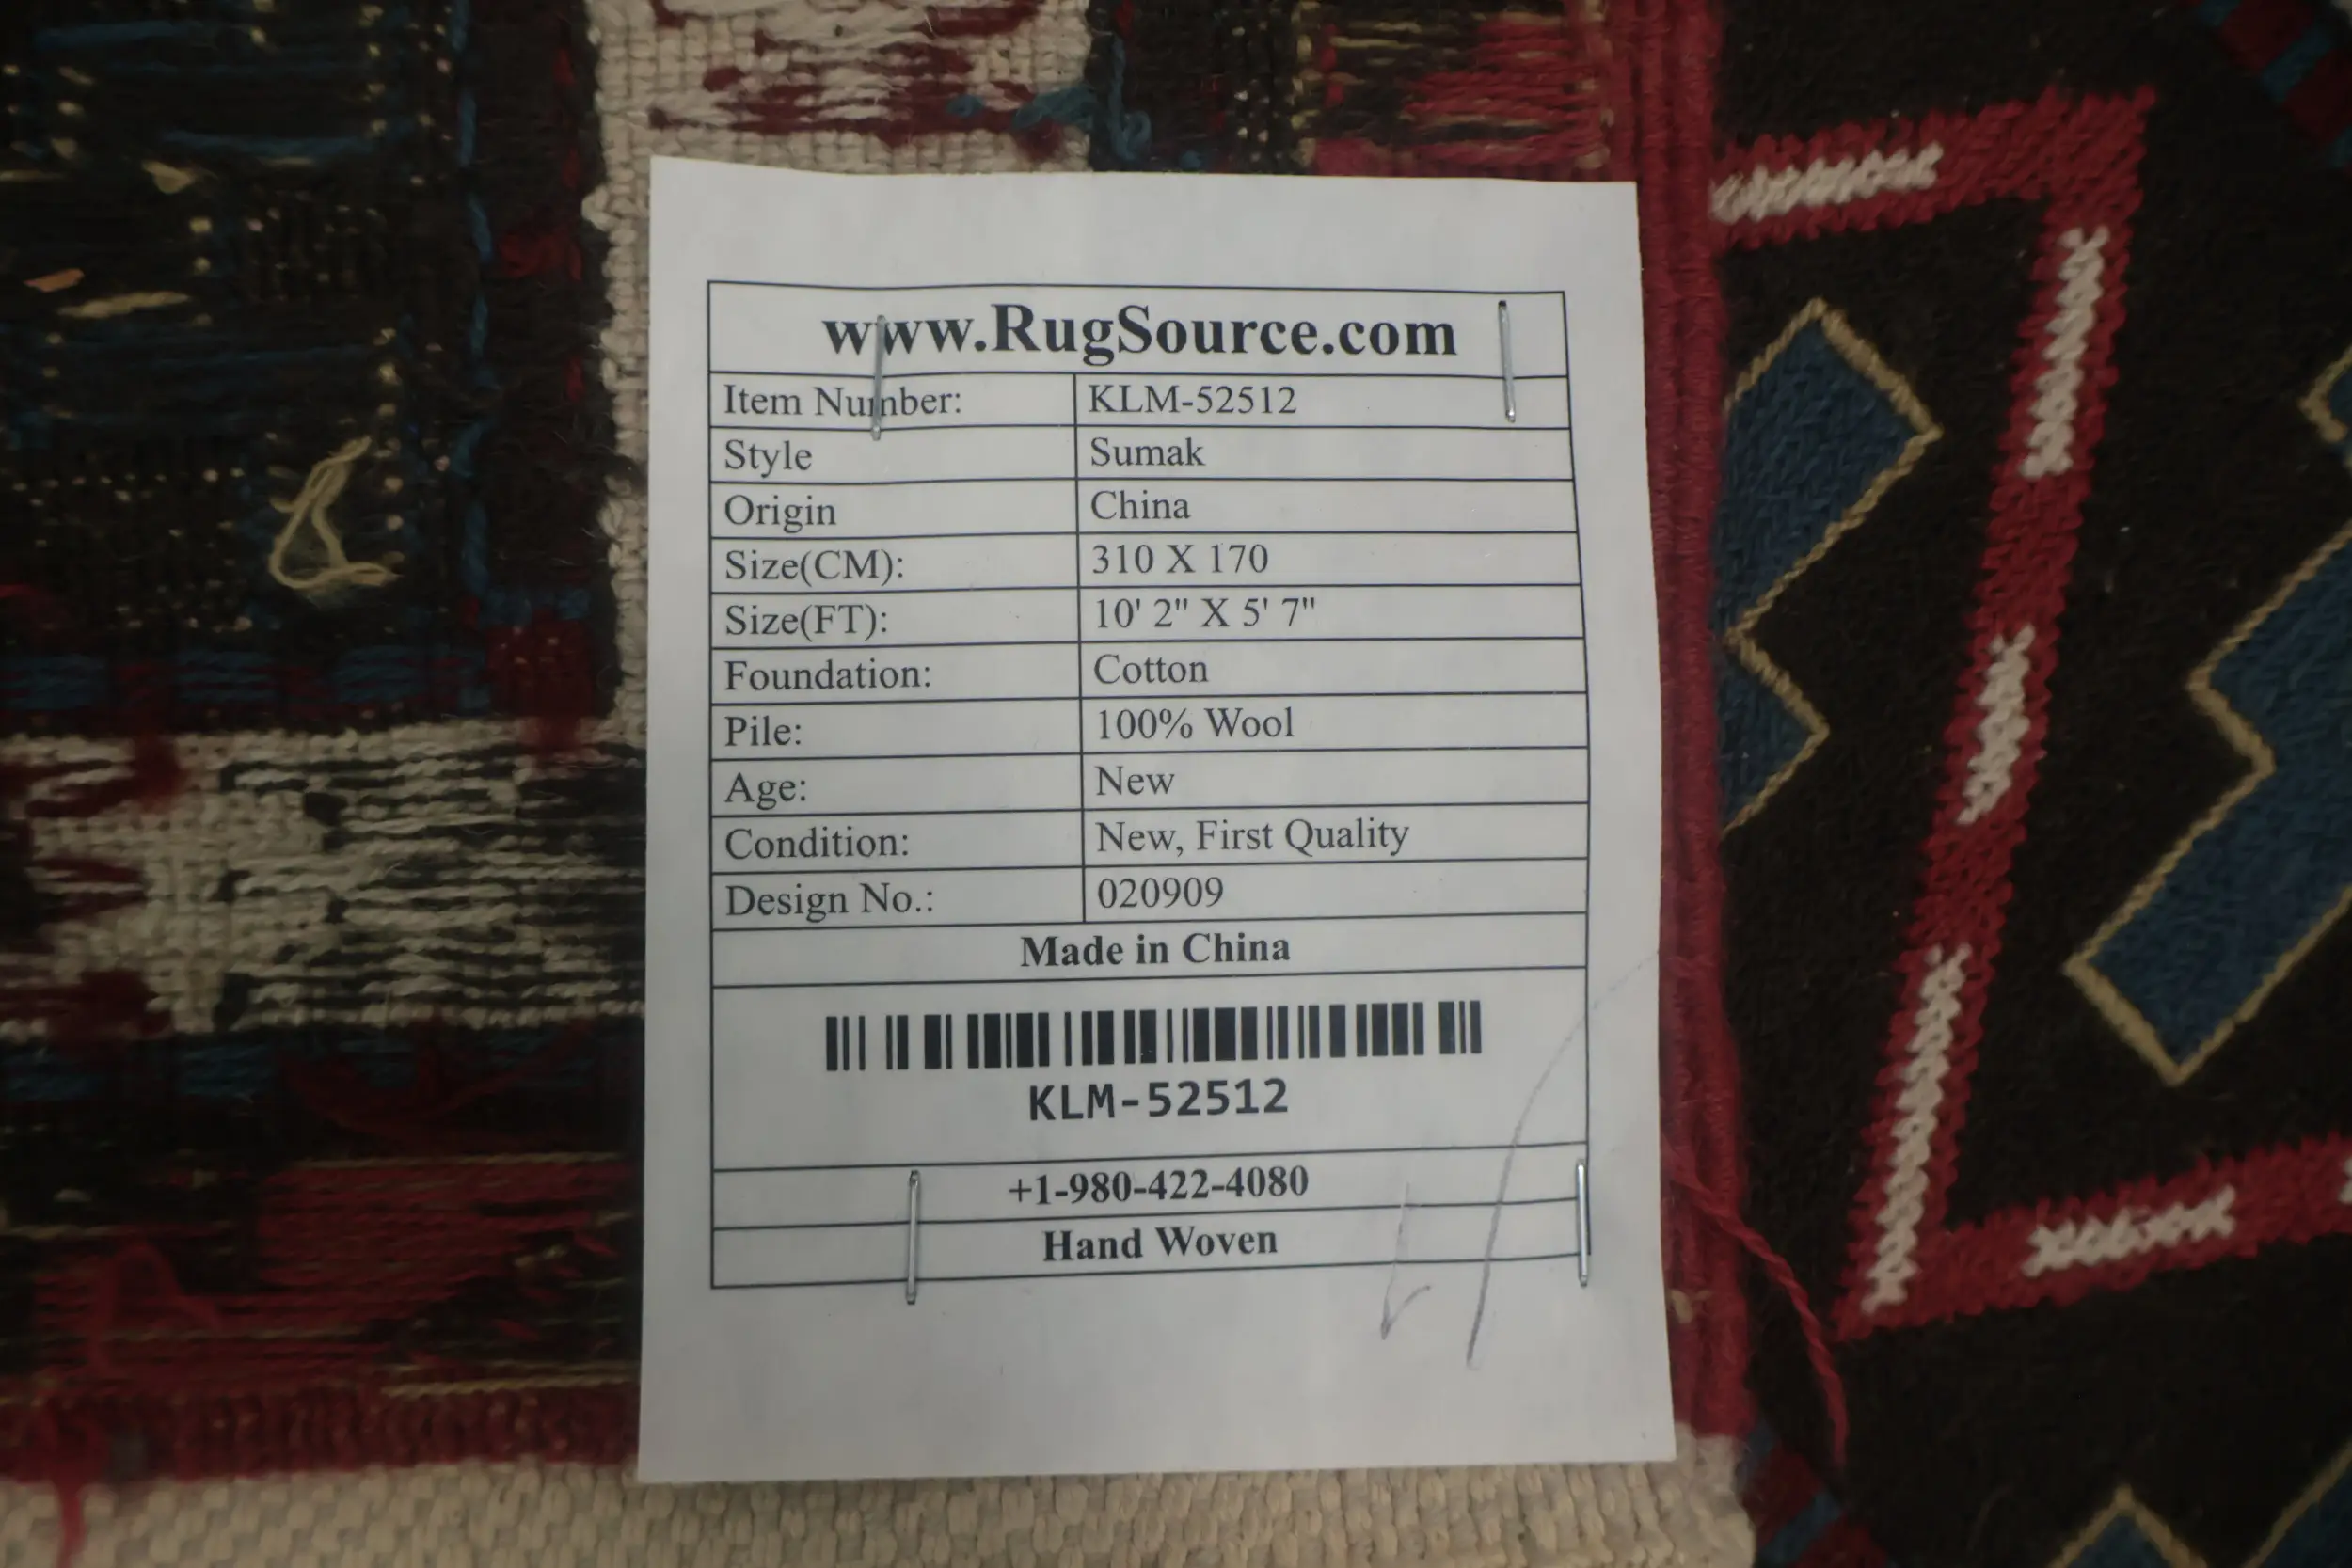 www.RugSource.com
Item Number: KLM-52512
Style Sumak
Origin China
Size(CM): 310 X 170
Size(FT): 10' 2" X 5' 7"
Foundation: Cotton
Pile: 100% Wool
Age: New
Condition: New, First Quality
Design No.: 020909
Made in China
KLM-52512
+1-980-422-4080
Hand Woven